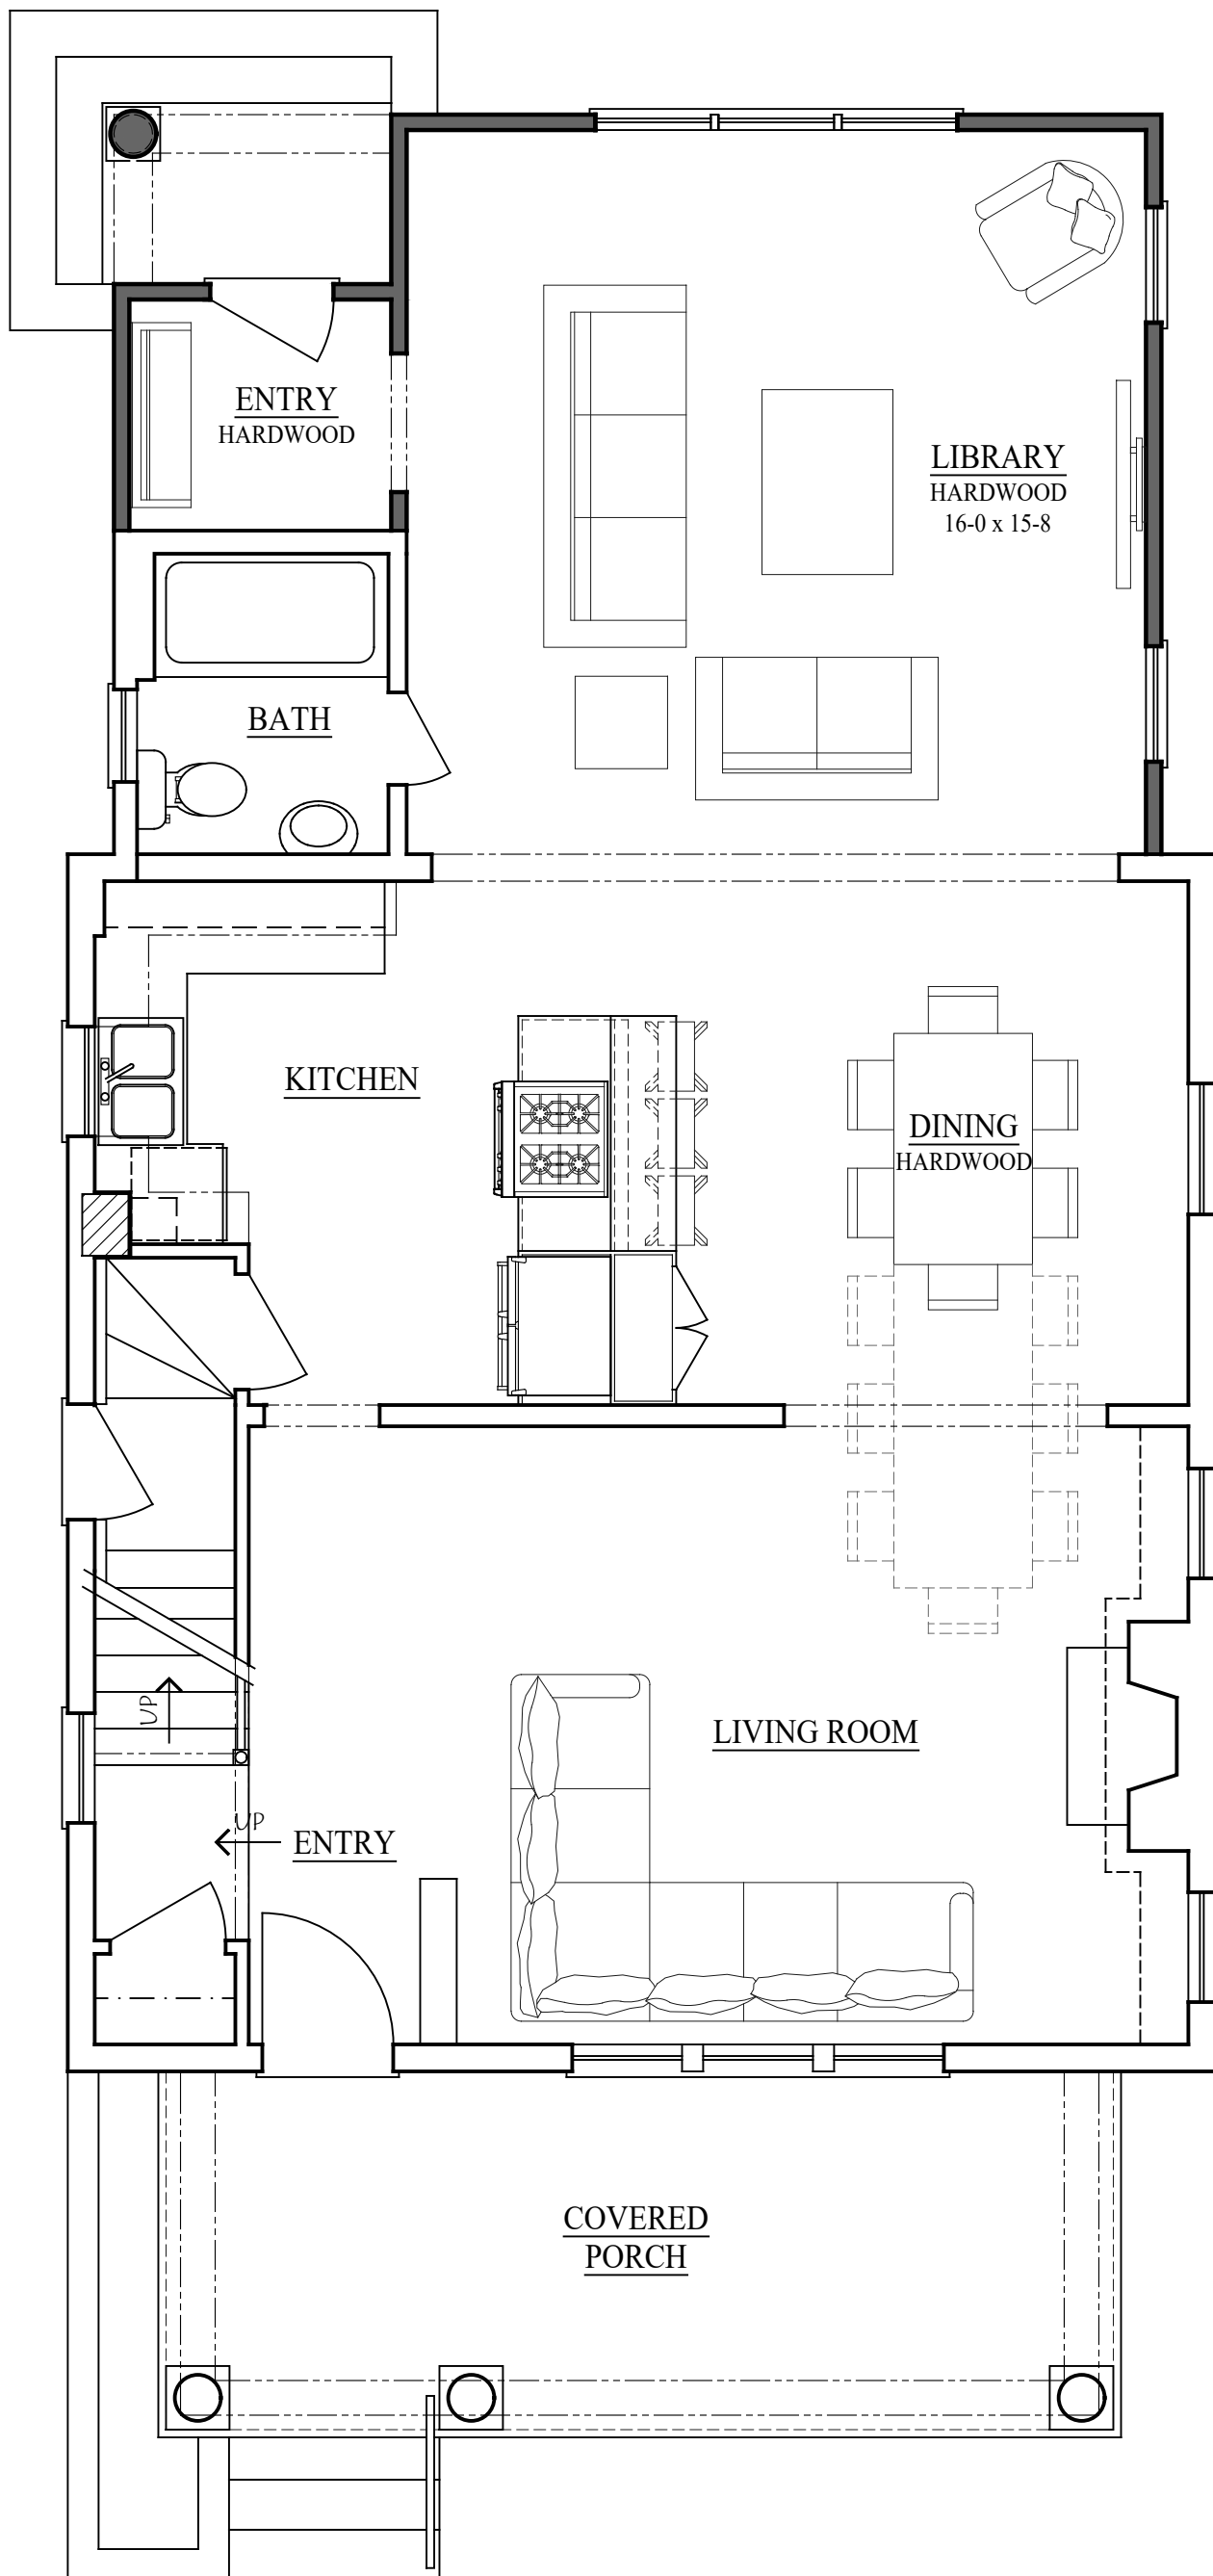 ENTRY
HARDWOOD
LIBRARY
HARDWOOD
16-0 x 15-8
BATH
KITCHEN
DINING
HARDWOOD
UP
LIVING ROOM
UP
ENTRY
COVERED
PORCH